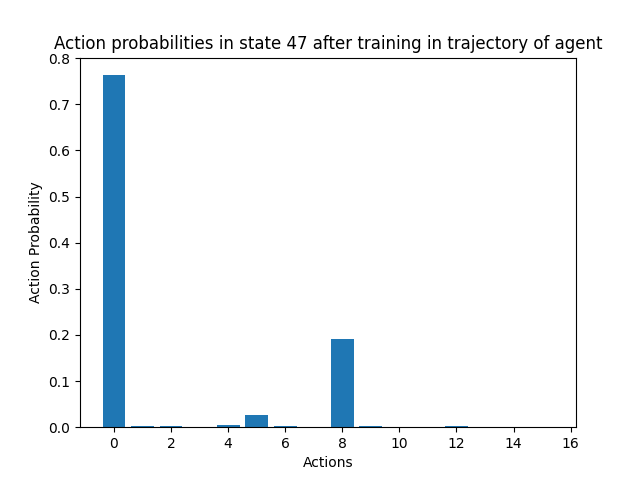 Action probabilities in state 47 after training in trajectory of agent
0.8
0.7
0.6
0.5
0.4
0.3
0.2
0.1
0.0
Action Probability
0 2 4 6 8 10 12 14 16
Actions